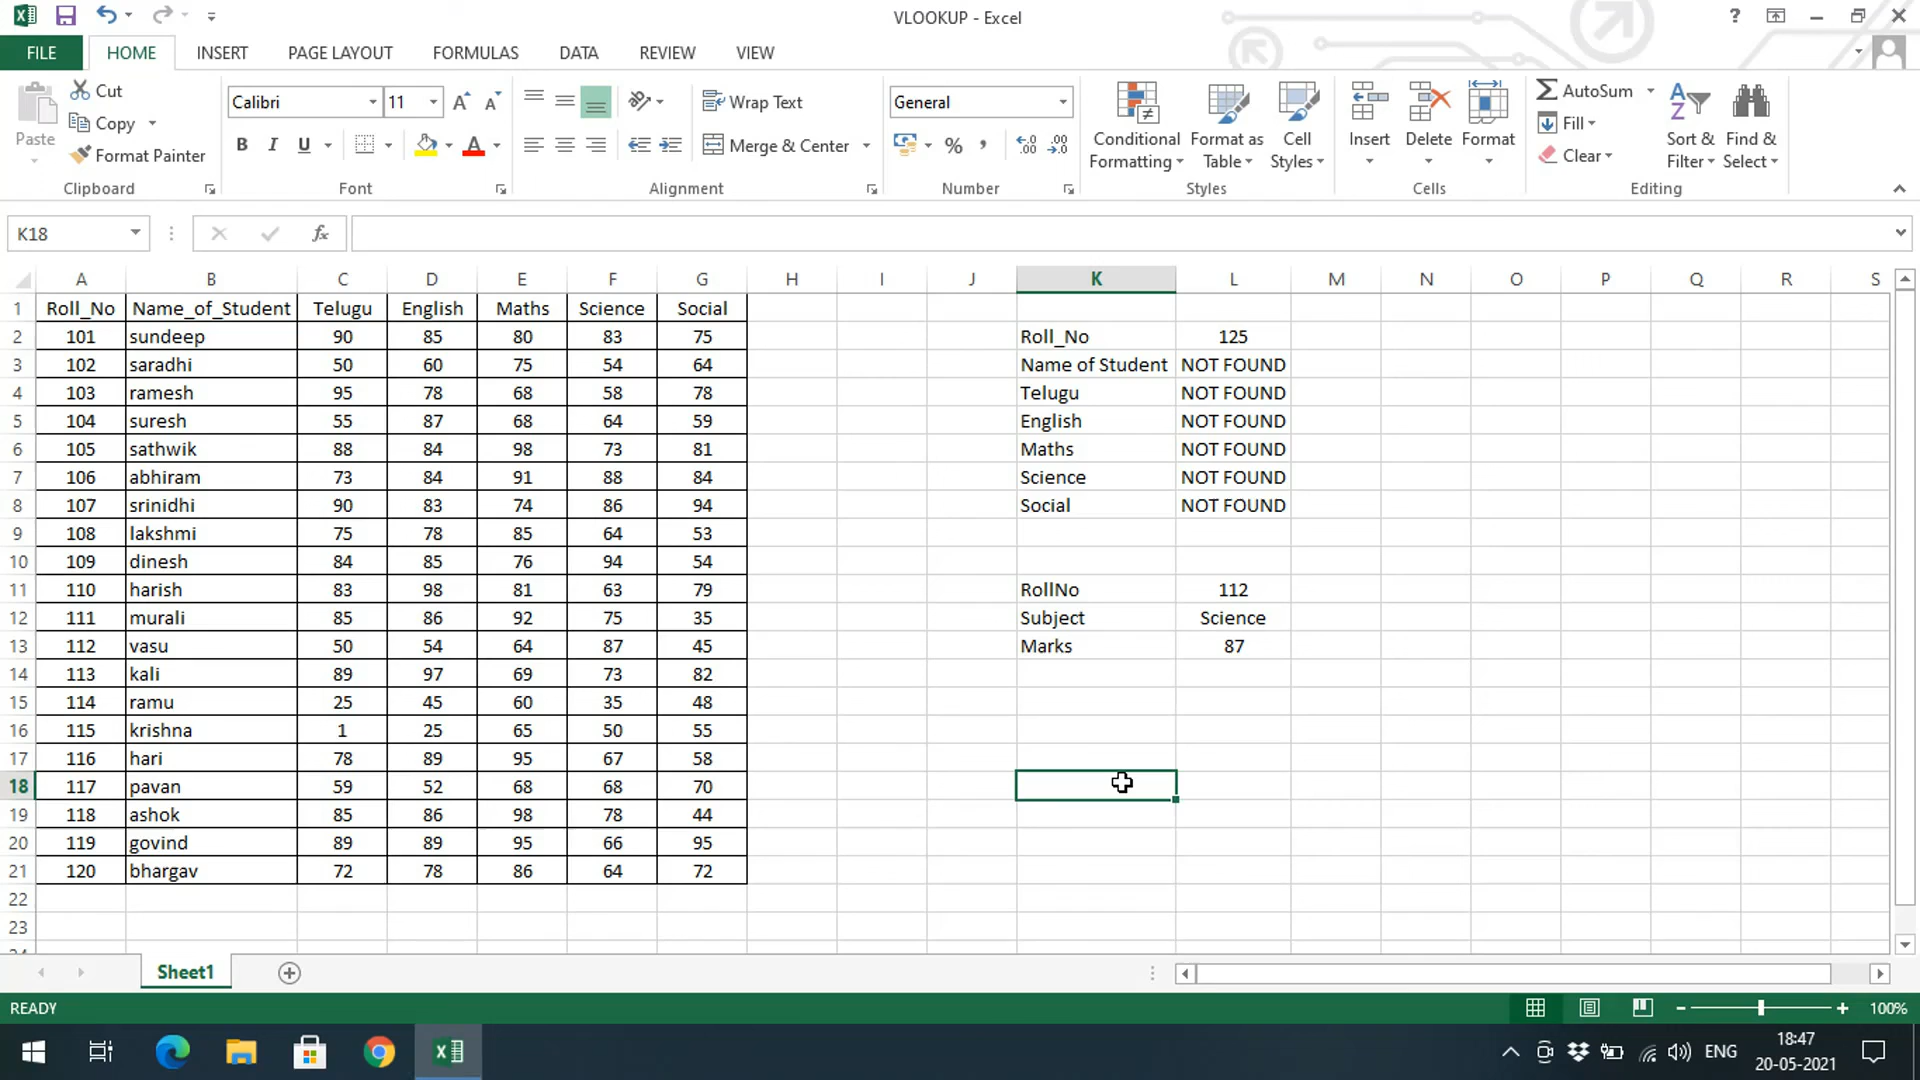 VLOOKUP - Excel
?
FILE HOME INSERT PAGE LAYOUT FORMULAS DATA REVIEW VIEW
Paste
Cut
Copy
Format Painter
Clipboard
Calibri 11
B I U A
Font
Wrap Text
Merge & Center
Alignment
General
%
Number
Conditional Formatting
Format as Table
Cell Styles
Styles
Insert
Delete
Format
Cells
AutoSum
Fill
Clear
Sort & Filter
Find & Select
Editing
K18 fx
A B C D E F G H I J K L M N O P Q R S
1 Roll_No Name_of_Student Telugu English Maths Science Social
2 101 sundeep 90 85 80 83 75 Roll_No 125
3 102 saradhi 50 60 75 54 64 Name of Student NOT FOUND
4 103 ramesh 95 78 68 58 78 Telugu NOT FOUND
5 104 suresh 55 87 68 64 59 English NOT FOUND
6 105 sathwik 88 84 98 73 81 Maths NOT FOUND
7 106 abhiram 73 84 91 88 84 Science NOT FOUND
8 107 srinidhi 90 83 74 86 94 Social NOT FOUND
9 108 lakshmi 75 78 85 64 53
10 109 dinesh 84 85 76 94 54
11 110 harish 83 98 81 63 79 RollNo 112
12 111 murali 85 86 92 75 35 Subject Science
13 112 vasu 50 54 64 87 45 Marks 87
14 113 kali 89 97 69 73 82
15 114 ramu 25 45 60 35 48
16 115 krishna 1 25 65 50 55
17 116 hari 78 89 95 67 58
18 117 pavan 59 52 68 68 70
19 118 ashok 85 86 98 78 44
20 119 govind 89 89 95 66 95
21 120 bhargav 72 78 86 64 72
22
23
Sheet1
READY 100%
ENG 18:47
20-05-2021